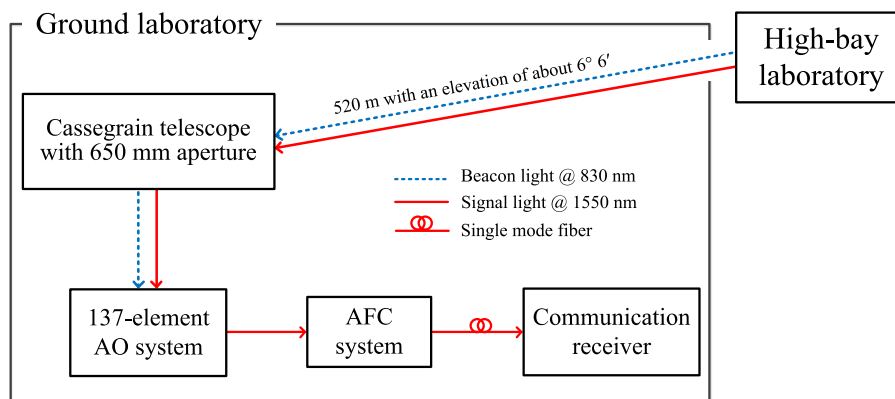 Ground laboratory
High-bay
laboratory
520 m with an elevation of about 6° 6′
Cassegrain telescope
with 650 mm aperture
Beacon light @ 830 nm
Signal light @ 1550 nm
Single mode fiber
137-element
AO system
AFC
system
Communication
receiver